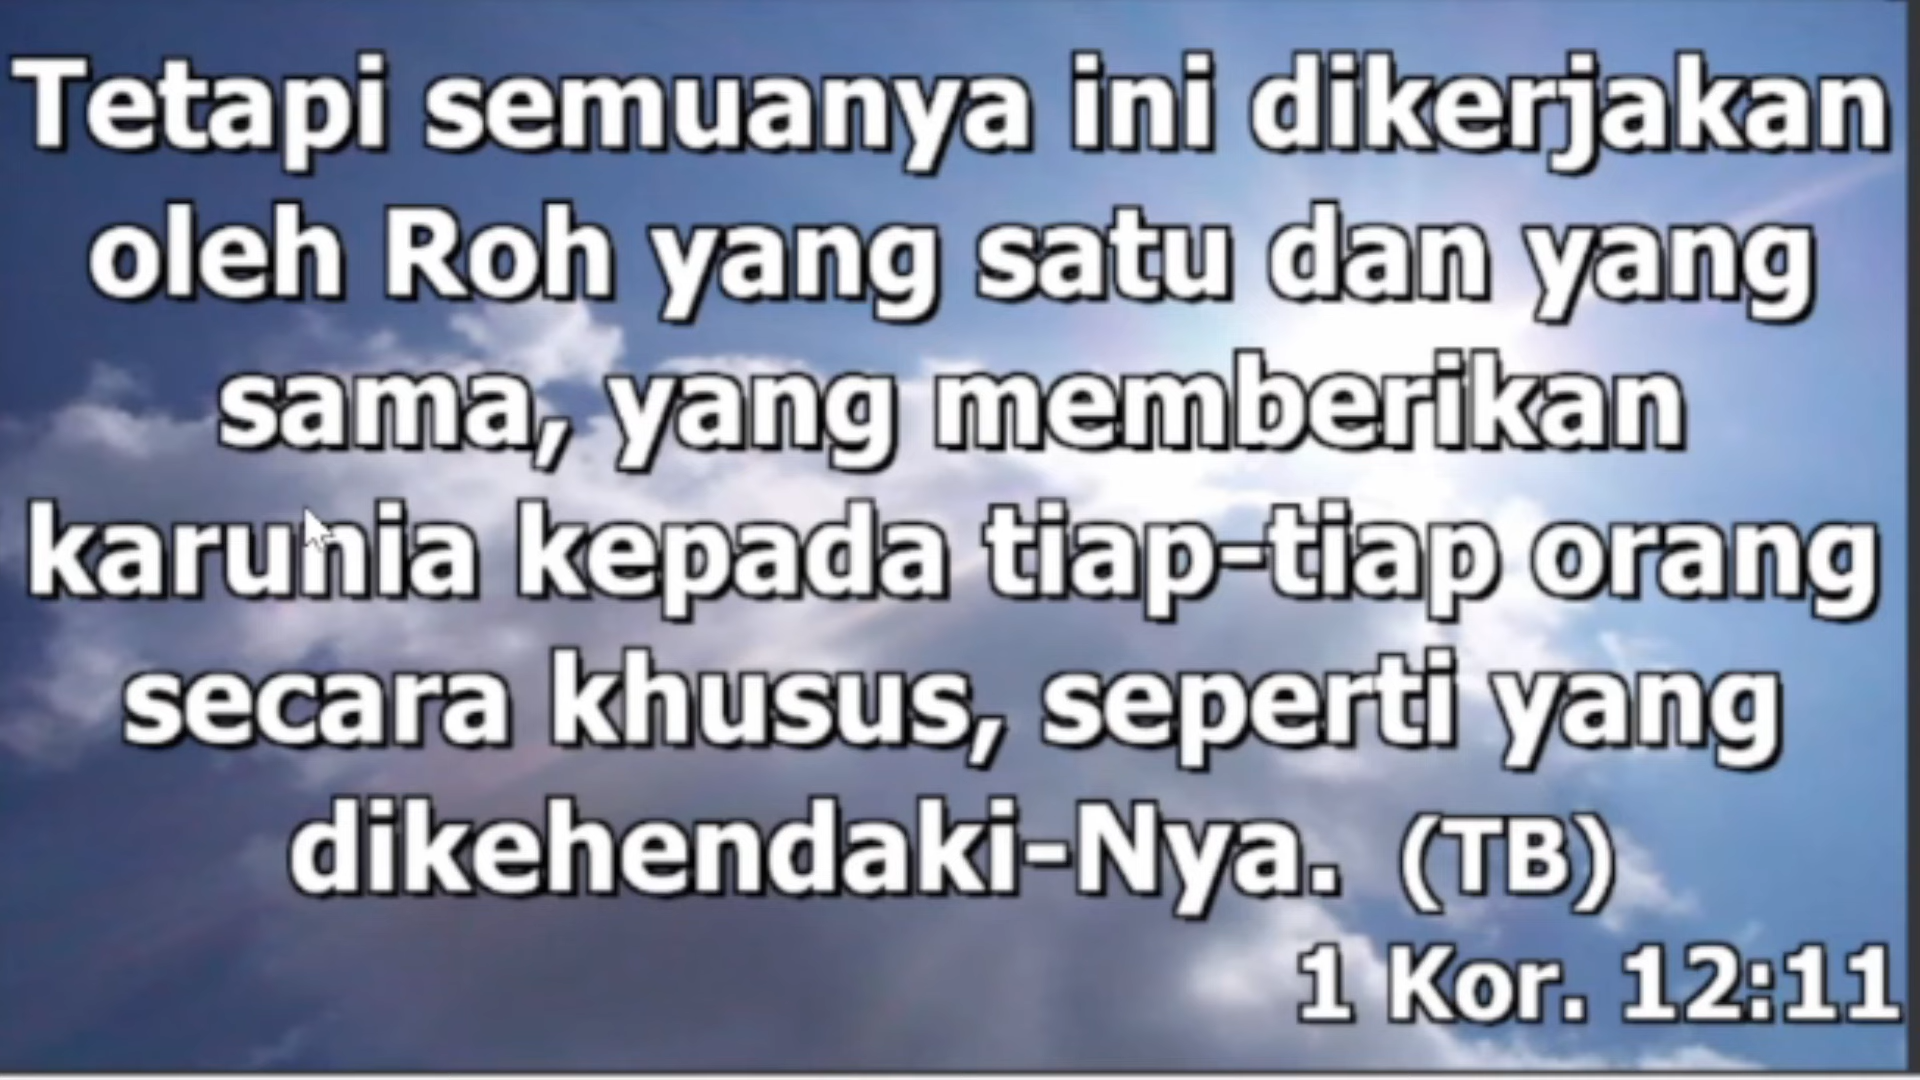 Tetapi semuanya ini dikerjakan
oleh Roh yang satu dan yang
sama, yang memberikan
karunia kepada tiap-tiap orang
secara khusus, seperti yang
dikehendaki-Nya. (TB)
1 Kor. 12:11